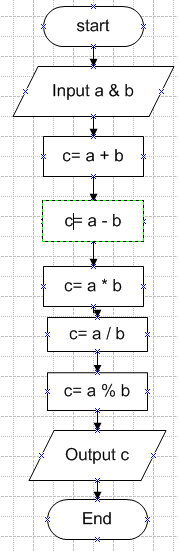 start
Input a & b
c= a + b
c= a - b
c= a * b
c= a / b
c= a % b
Output c
End